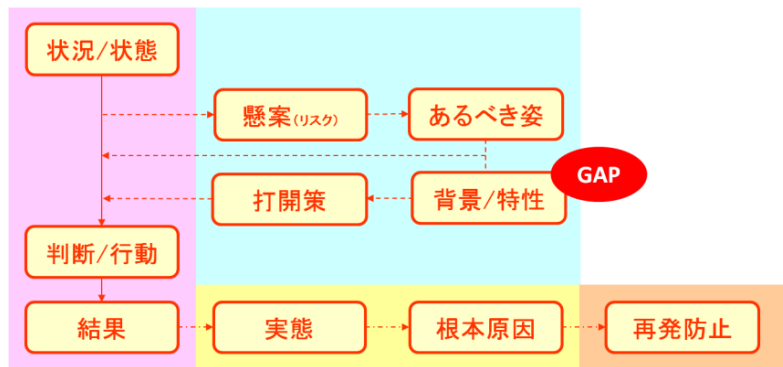 状況/状態
懸案(リスク)
あるべき姿
GAP
打開策
背景/特性
判断/行動
結果
実態
根本原因
再発防止